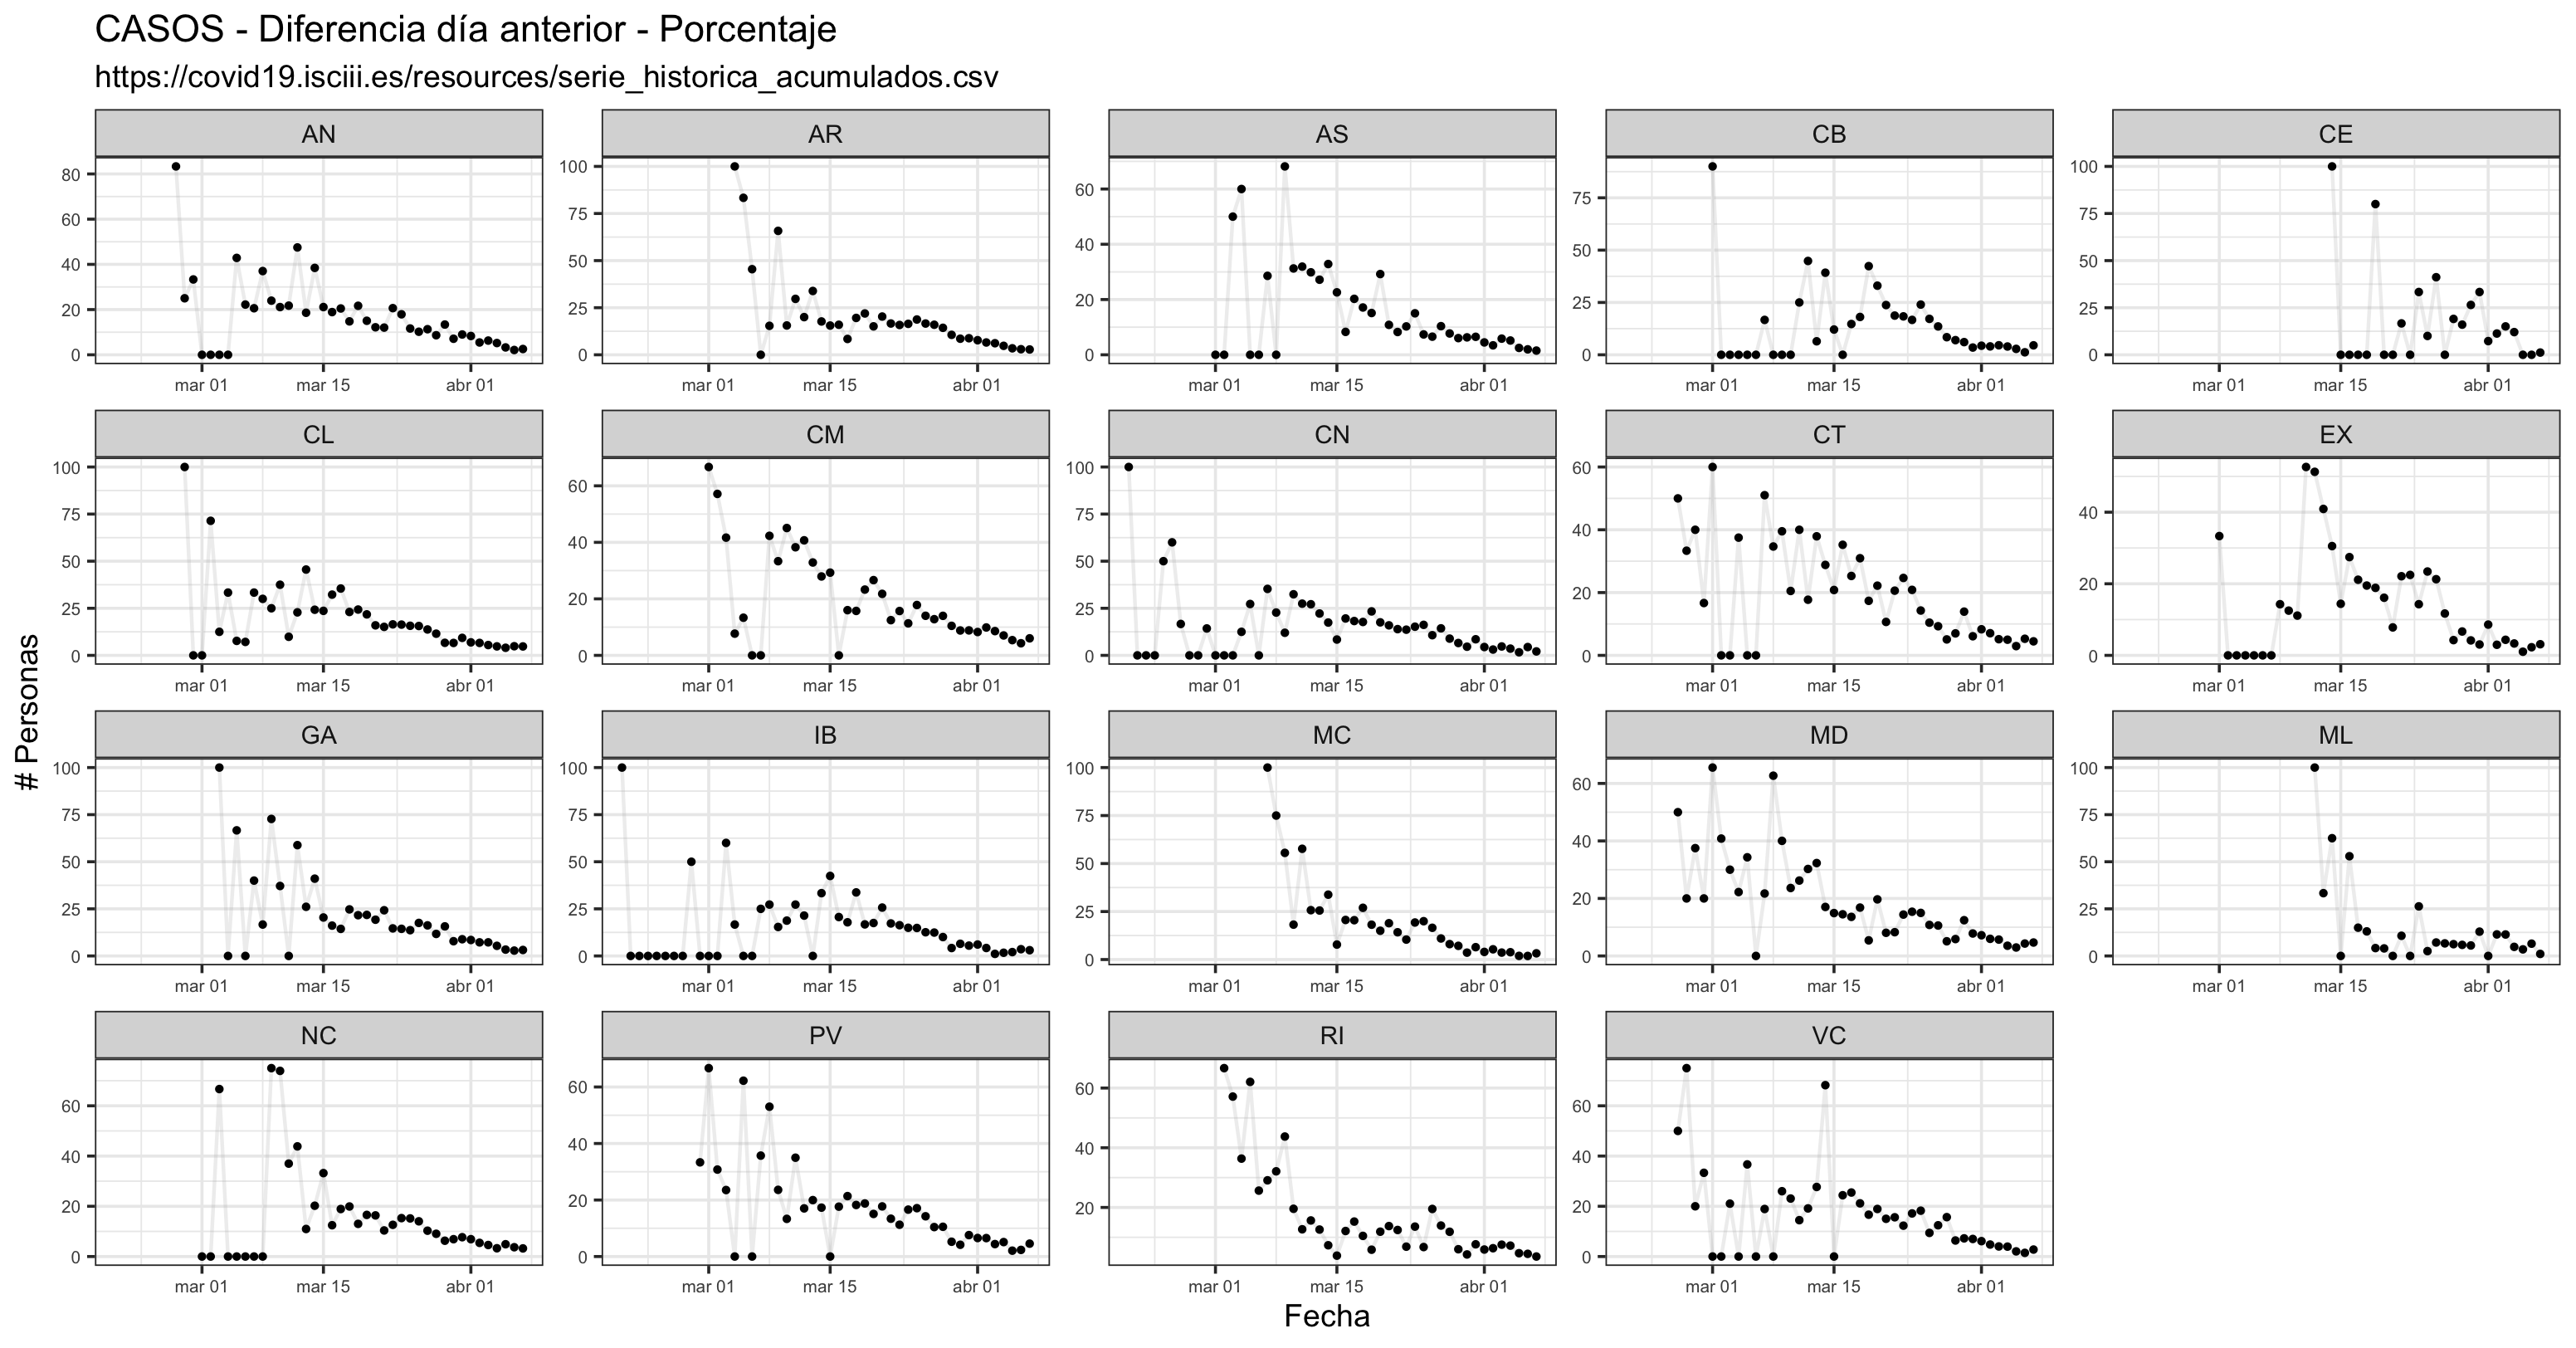 CASOS - Diferencia día anterior - Porcentaje
https://covid19.isciii.es/resources/serie_historica_acumulados.csv
# Personas
AN
80
60
40
20
0
mar 01 mar 15 abr 01
AR
100
75
50
25
0
mar 01 mar 15 abr 01
AS
60
40
20
0
mar 01 mar 15 abr 01
CB
75
50
25
0
mar 01 mar 15 abr 01
CE
100
75
50
25
0
mar 01 mar 15 abr 01
CL
100
75
50
25
0
mar 01 mar 15 abr 01
CM
60
40
20
0
mar 01 mar 15 abr 01
CN
100
75
50
25
0
mar 01 mar 15 abr 01
CT
60
40
20
0
mar 01 mar 15 abr 01
EX
40
20
0
mar 01 mar 15 abr 01
GA
100
75
50
25
0
mar 01 mar 15 abr 01
IB
100
75
50
25
0
mar 01 mar 15 abr 01
MC
100
75
50
25
0
mar 01 mar 15 abr 01
MD
60
40
20
0
mar 01 mar 15 abr 01
ML
100
75
50
25
0
mar 01 mar 15 abr 01
NC
60
40
20
0
mar 01 mar 15 abr 01
PV
60
40
20
0
mar 01 mar 15 abr 01
RI
60
40
20
mar 01 mar 15 abr 01
VC
60
40
20
0
mar 01 mar 15 abr 01
Fecha